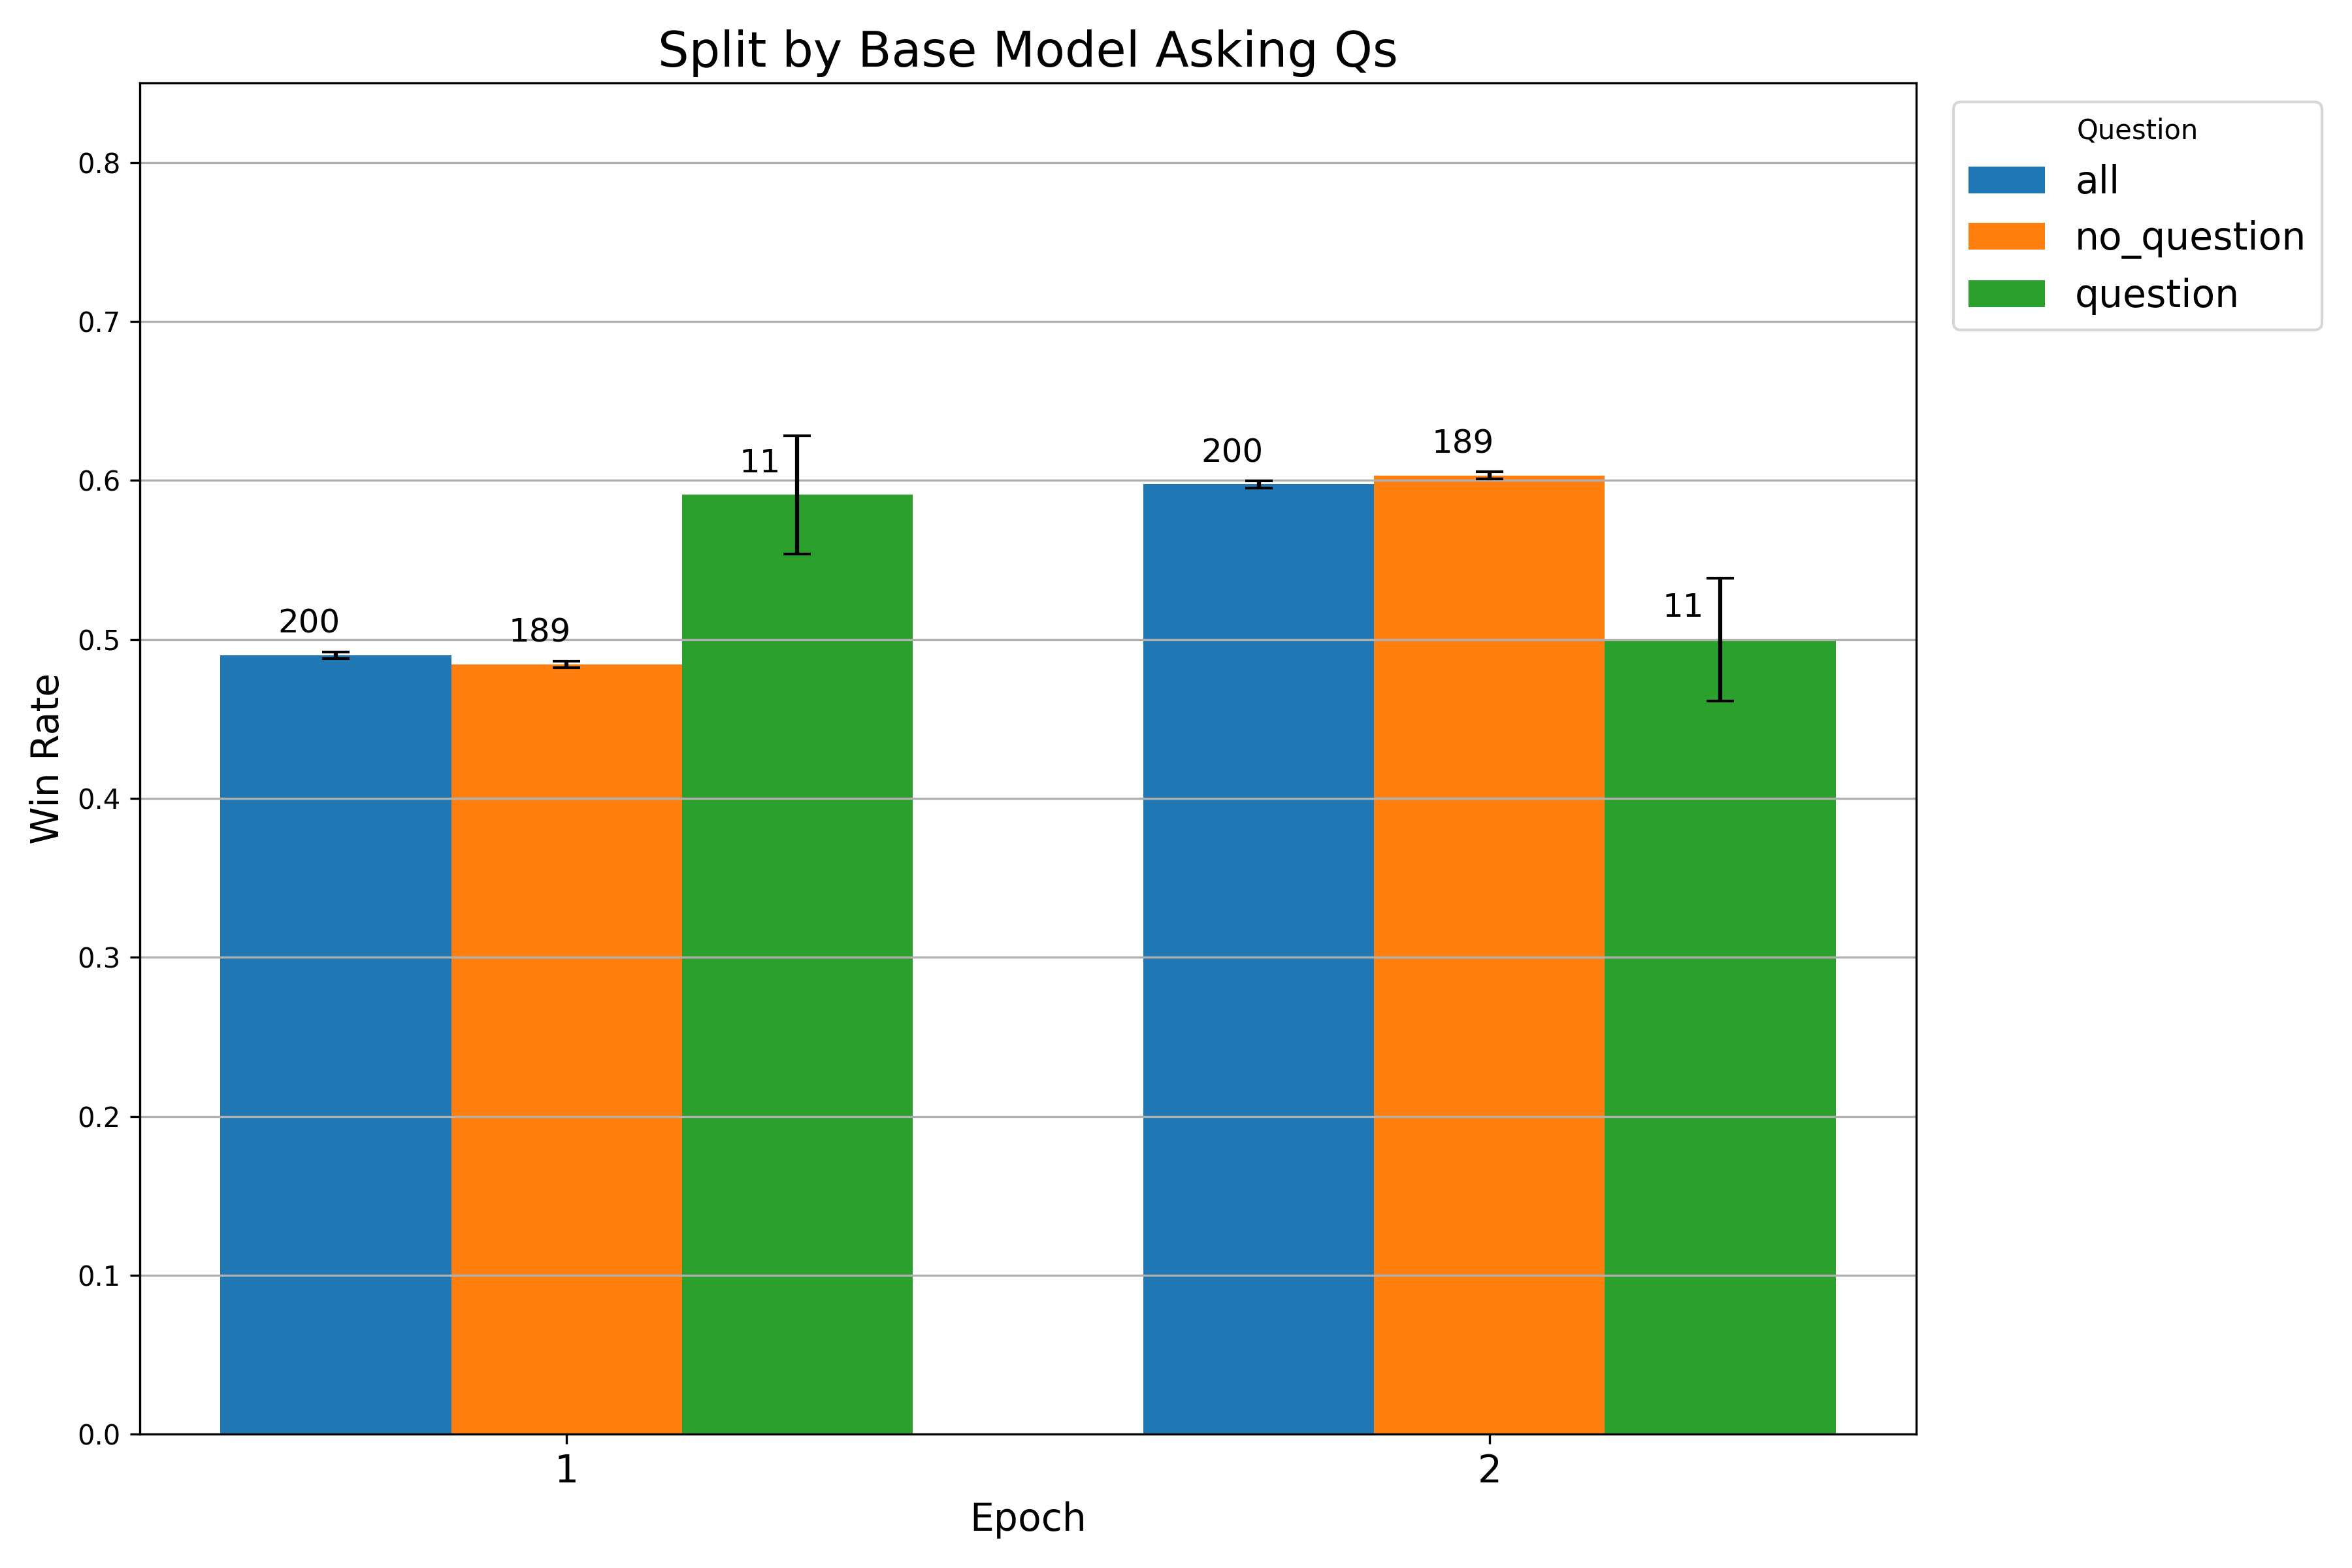 Split by Base Model Asking Qs
Question
all
no_question
question
Win Rate
0.8
0.7
0.6
0.5
0.4
0.3
0.2
0.1
0.0
200
189
11
200
189
11
1
2
Epoch